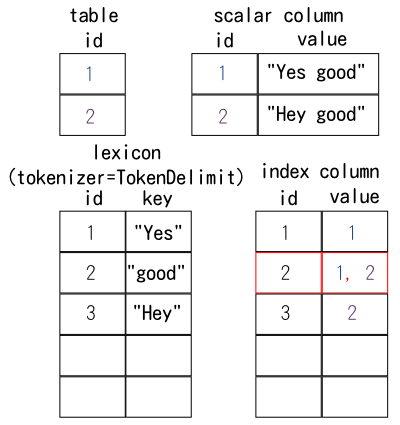 table
id
1
2
scalar column
id value
1 "Yes good"
2 "Hey good"
lexicon
(tokenizer=TokenDelimit)
id key
1 "Yes"
2 "good"
3 "Hey"
index column
id value
1 1
2 1, 2
3 2